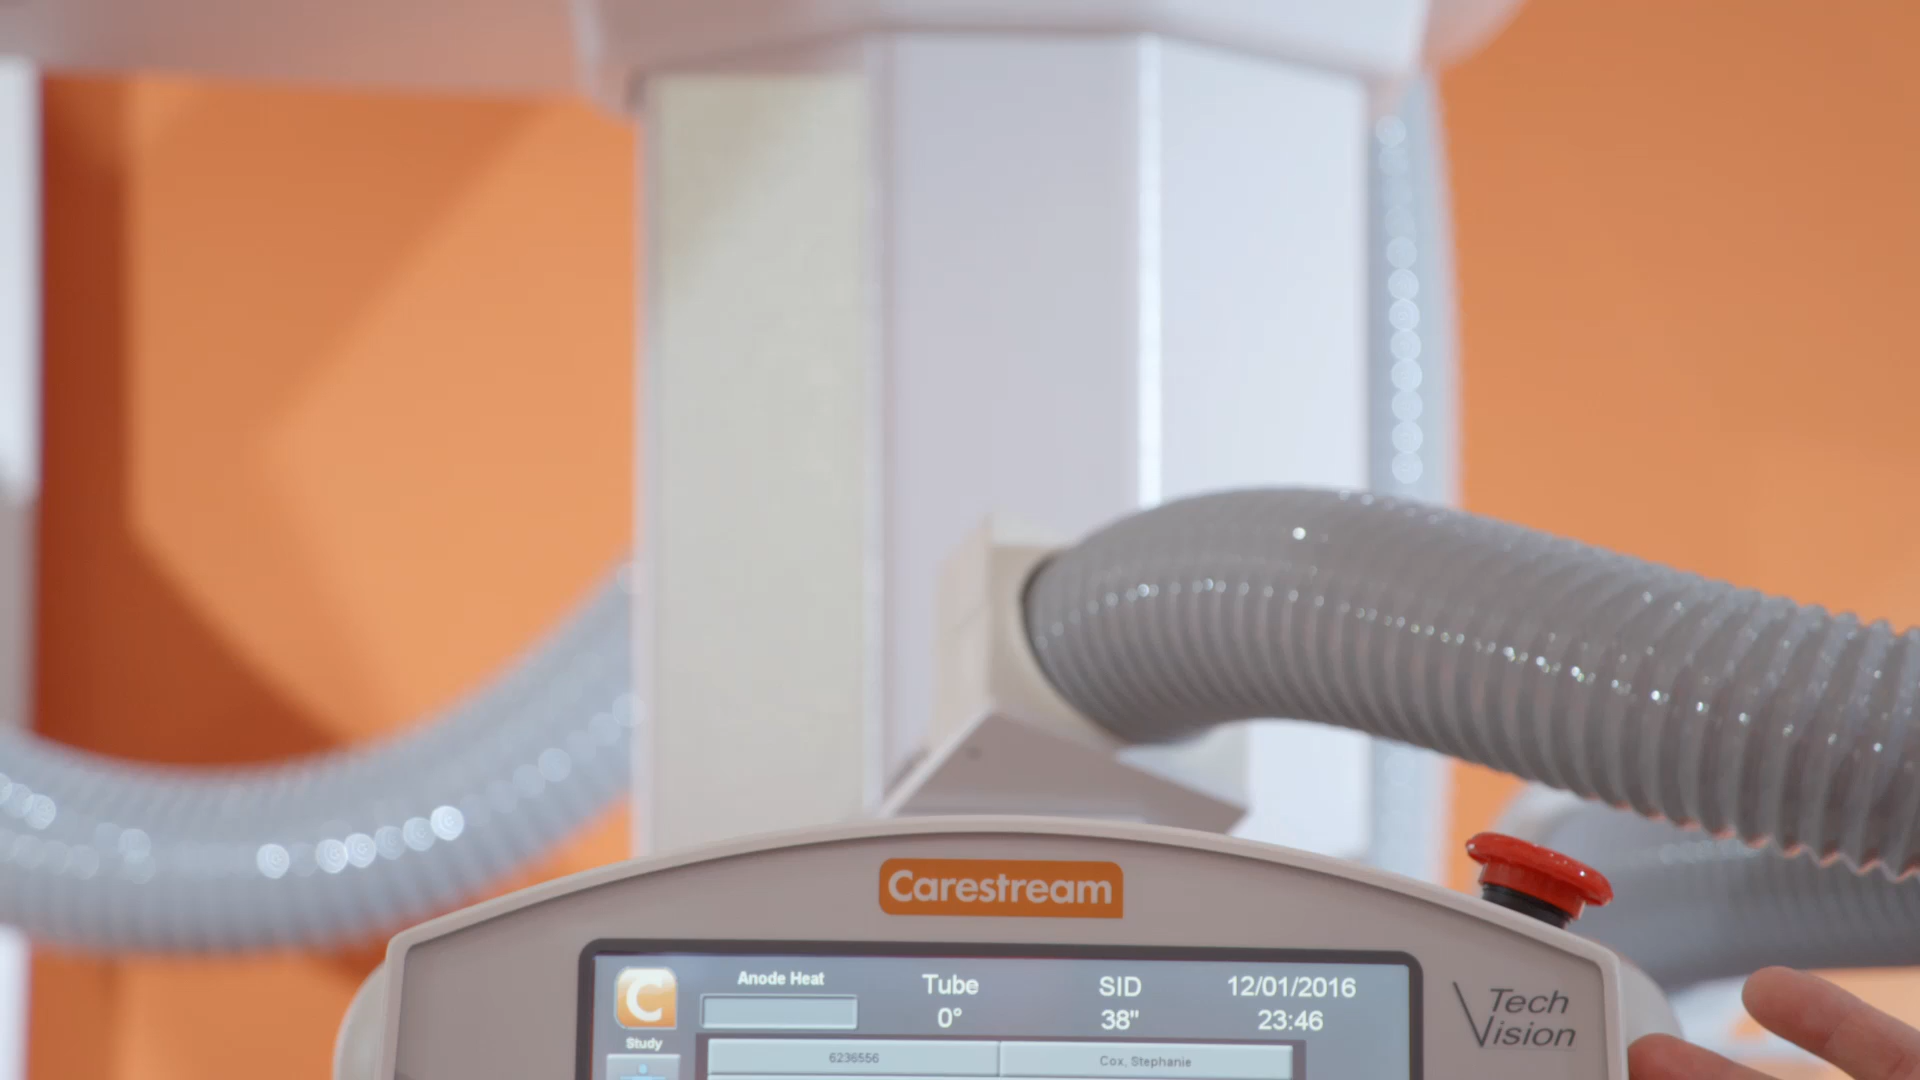 Carestream
Anode Heat
Tube
SID
12/01/2016
0°
38"
23:46
Study
6236556
Cox, Stephanie
Tech
Vision